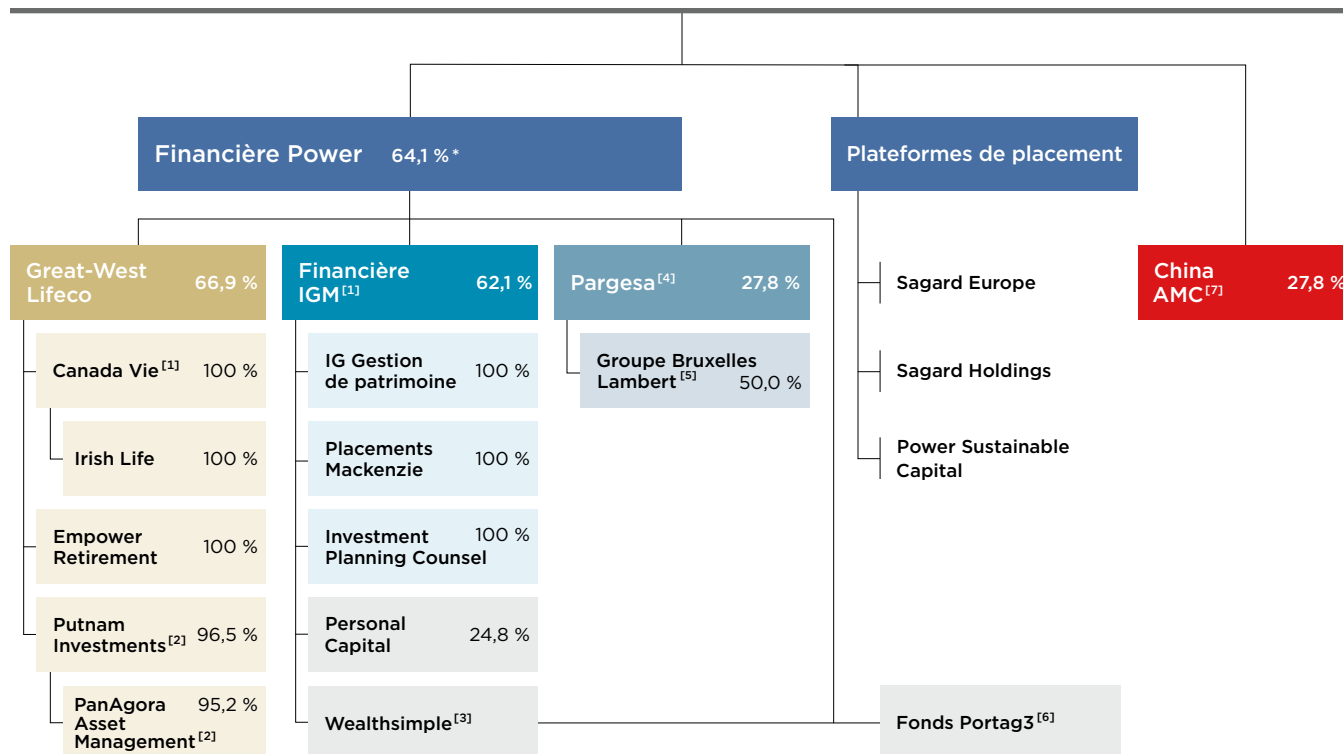 Financière Power 64,1 % *
Plateformes de placement
Great-West
Lifeco 66,9 %
Financière
IGM[1] 62,1 %
Pargesa[4] 27,8 %
China
AMC[7] 27,8 %
Canada Vie[1] 100 %
Irish Life 100 %
Empower
Retirement 100 %
Putnam
Investments[2] 96,5 %
PanAgora 95,2 %
Asset
Management[2]
IG Gestion
de patrimoine 100 %
Placements
Mackenzie 100 %
Investment 100 %
Planning Counsel
Personal
Capital 24,8 %
Wealthsimple[3]
Groupe Bruxelles
Lambert[5] 50,0 %
Sagard Europe
Sagard Holdings
Power Sustainable
Capital
Fonds Portag3[6]